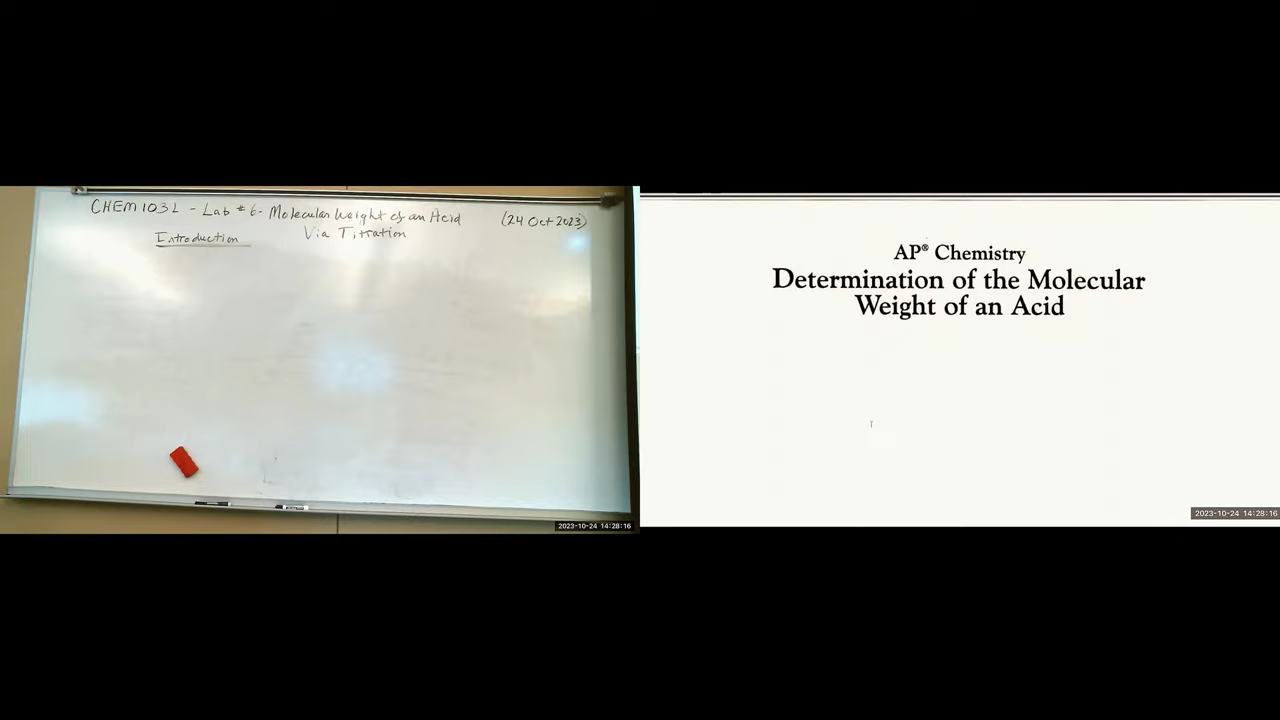 CHEM 103L - Lab # 6 - Molecular Weight of an Acid (24 Oct 2023)
Via Titration
Introduction
2023-10-24 14:28:16
AP® Chemistry
Determination of the Molecular
Weight of an Acid
2023-10-24 14:28:16